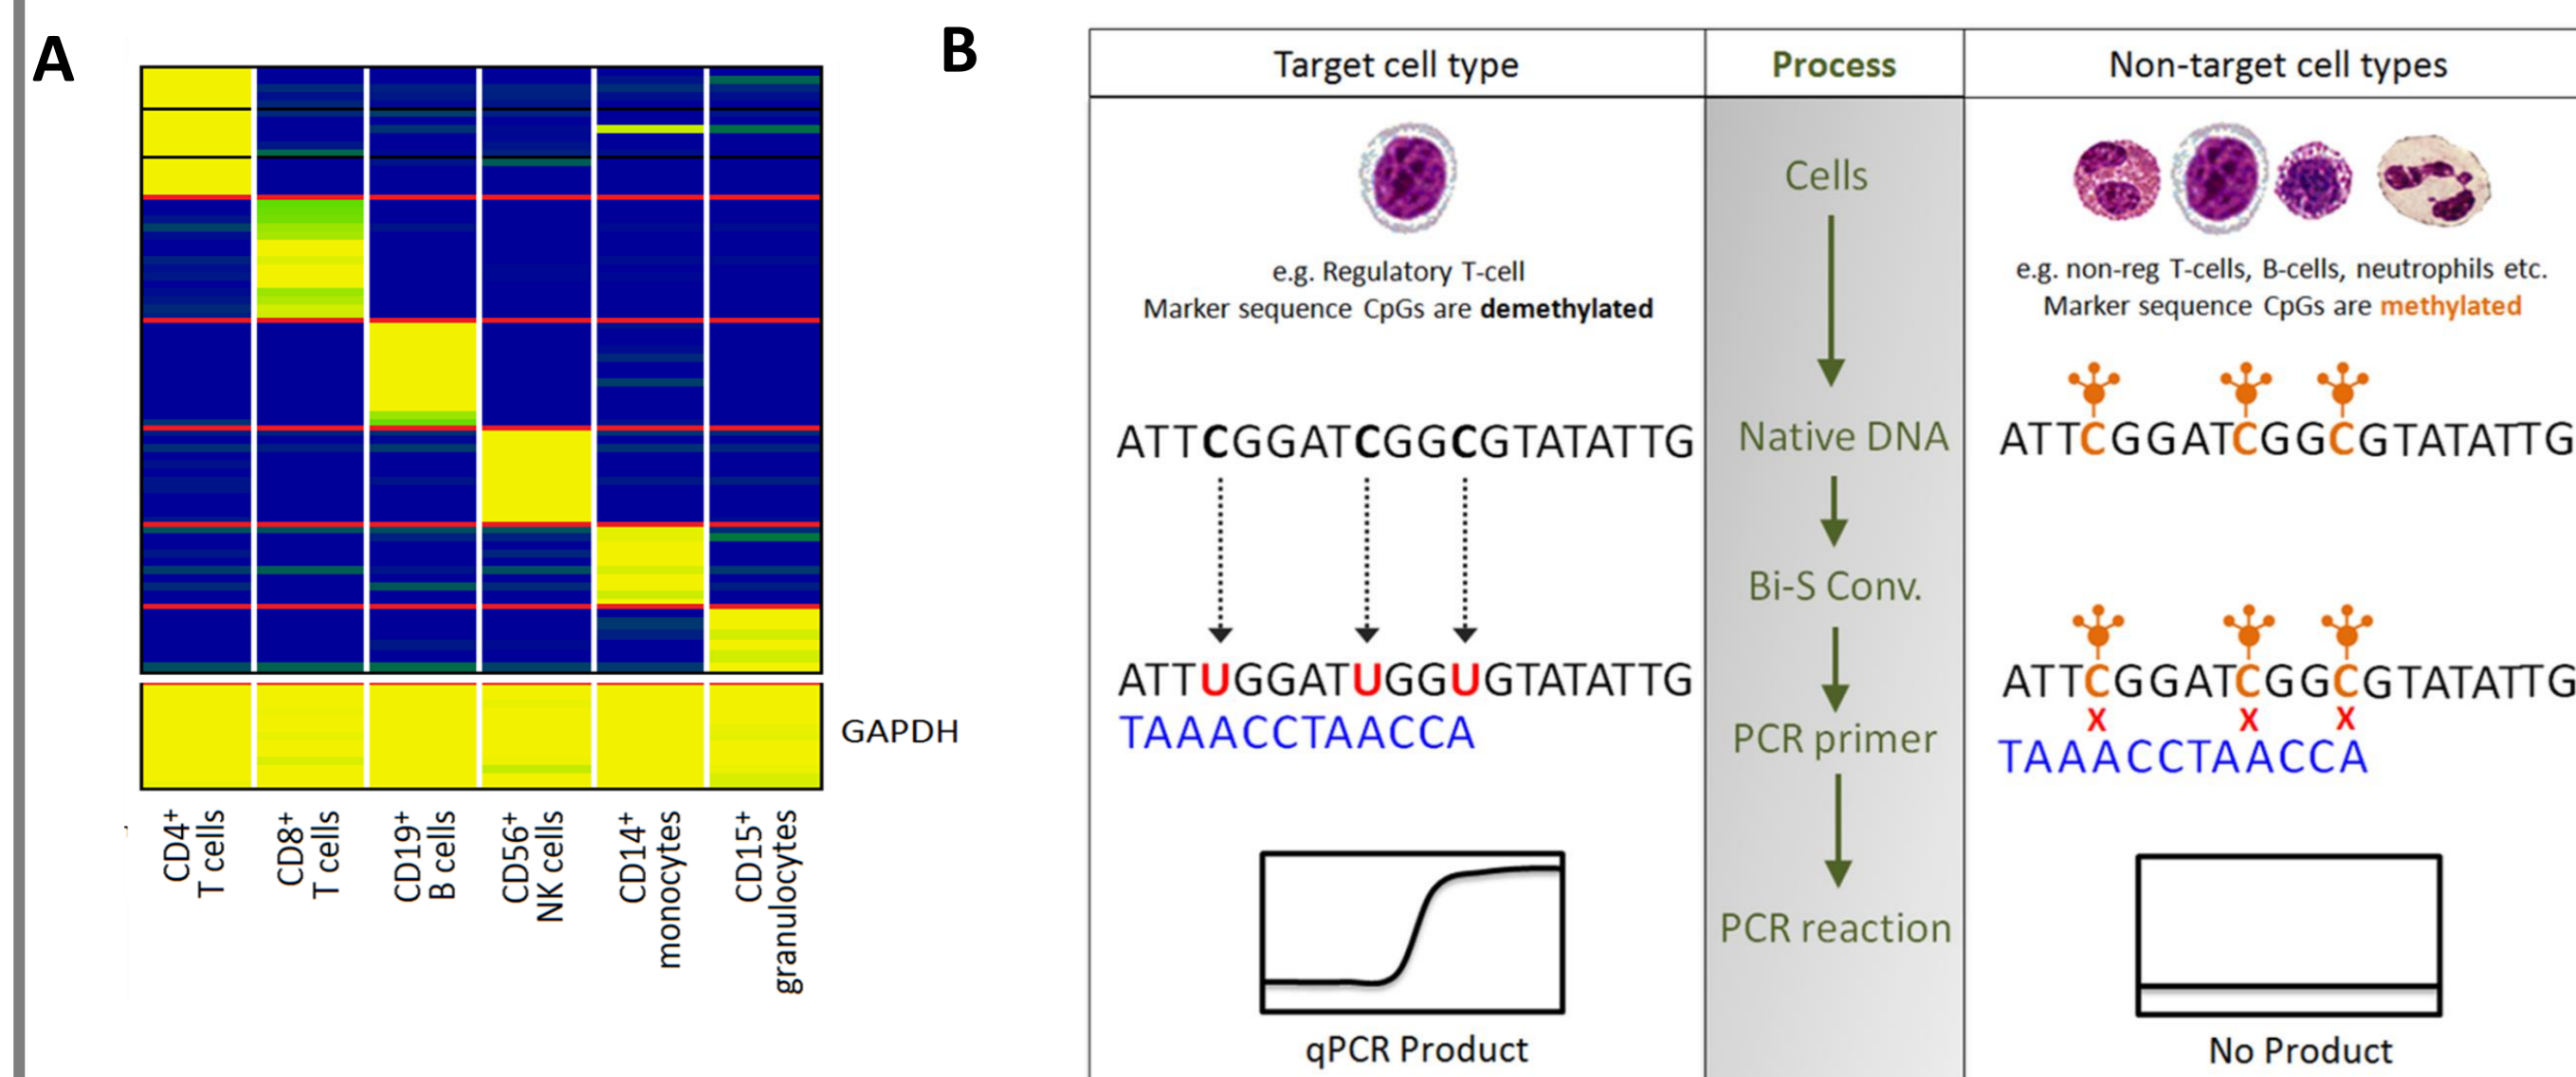 A
GAPDH
CD4+
T cells
CD8+
T cells
CD19+
B cells
CD56+
NK cells
CD14+
monocytes
CD15+
granulocytes
B
Target cell type
Process
Non-target cell types
Cells
e.g. Regulatory T-cell
Marker sequence CpGs are demethylated
e.g. non-reg T-cells, B-cells, neutrophils etc.
Marker sequence CpGs are methylated
ATTCGGATCGGCGTATATTG
Native DNA
ATTCGGATCGGCGTATATTG
Bi-S Conv.
ATTUGGATUGGUGTATATTG
TAAACCTAACCA
PCR primer
ATTCGGATCGGCGTATATTG
X X X
TAAACCTAACCA
PCR reaction
qPCR Product
No Product